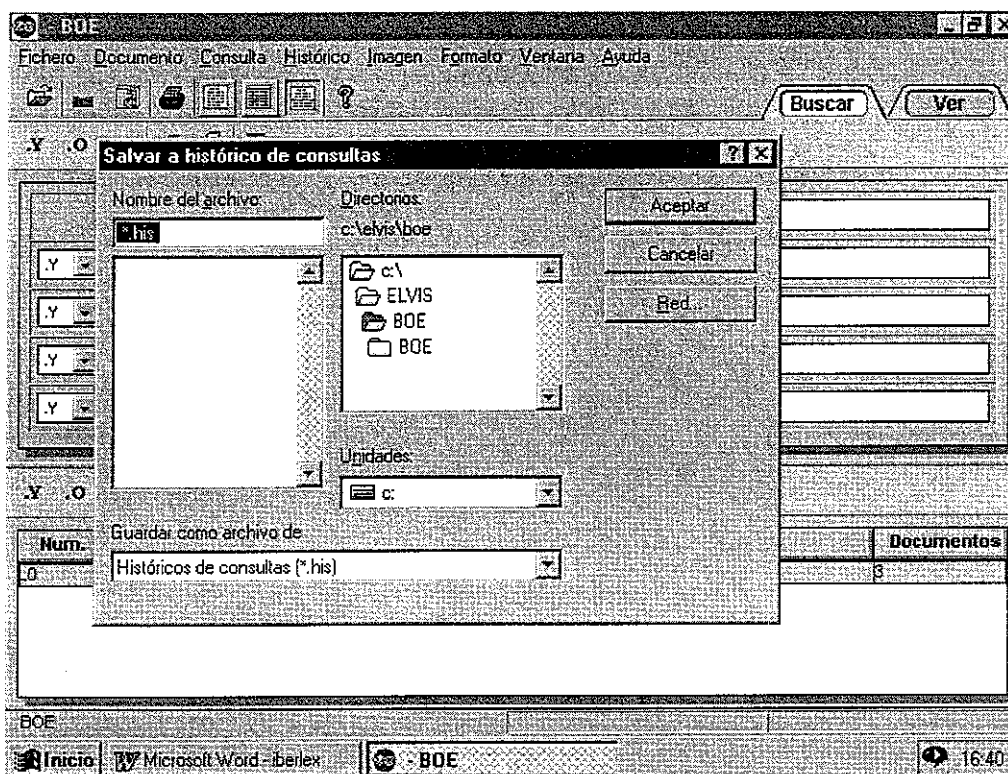 - BOE
Fichero Documento Consulta Histórico Imagen Formato Ventana Ayuda
Buscar Ver
.Y .O
Salvar a histórico de consultas
Nombre del archivo: Directorios:
*.his c:\elvis\boe
Aceptar
Cancelar
Red...
c:\
ELVIS
BOE
BOE
.Y
.Y
.Y
.Y
Unidades:
c:
.Y .O
Guardar como archivo de
Históricos de consultas (*.his)
Num. Documentos
.0 3
BOE
Inicio Microsoft Word - iberlex - BOE 16:48